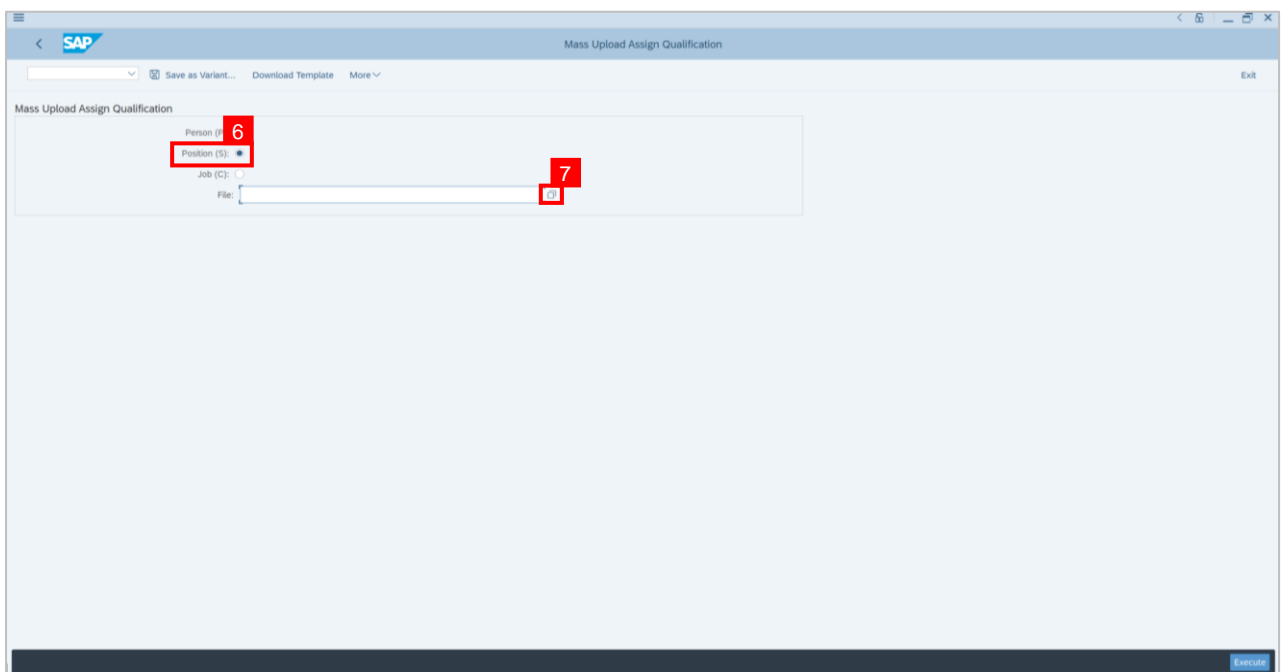 SAP
Mass Upload Assign Qualification
Save as Variant... Download Template More
Exit
Mass Upload Assign Qualification
Person (P
6
Position (S):
7
Job (C):
File:
Execute